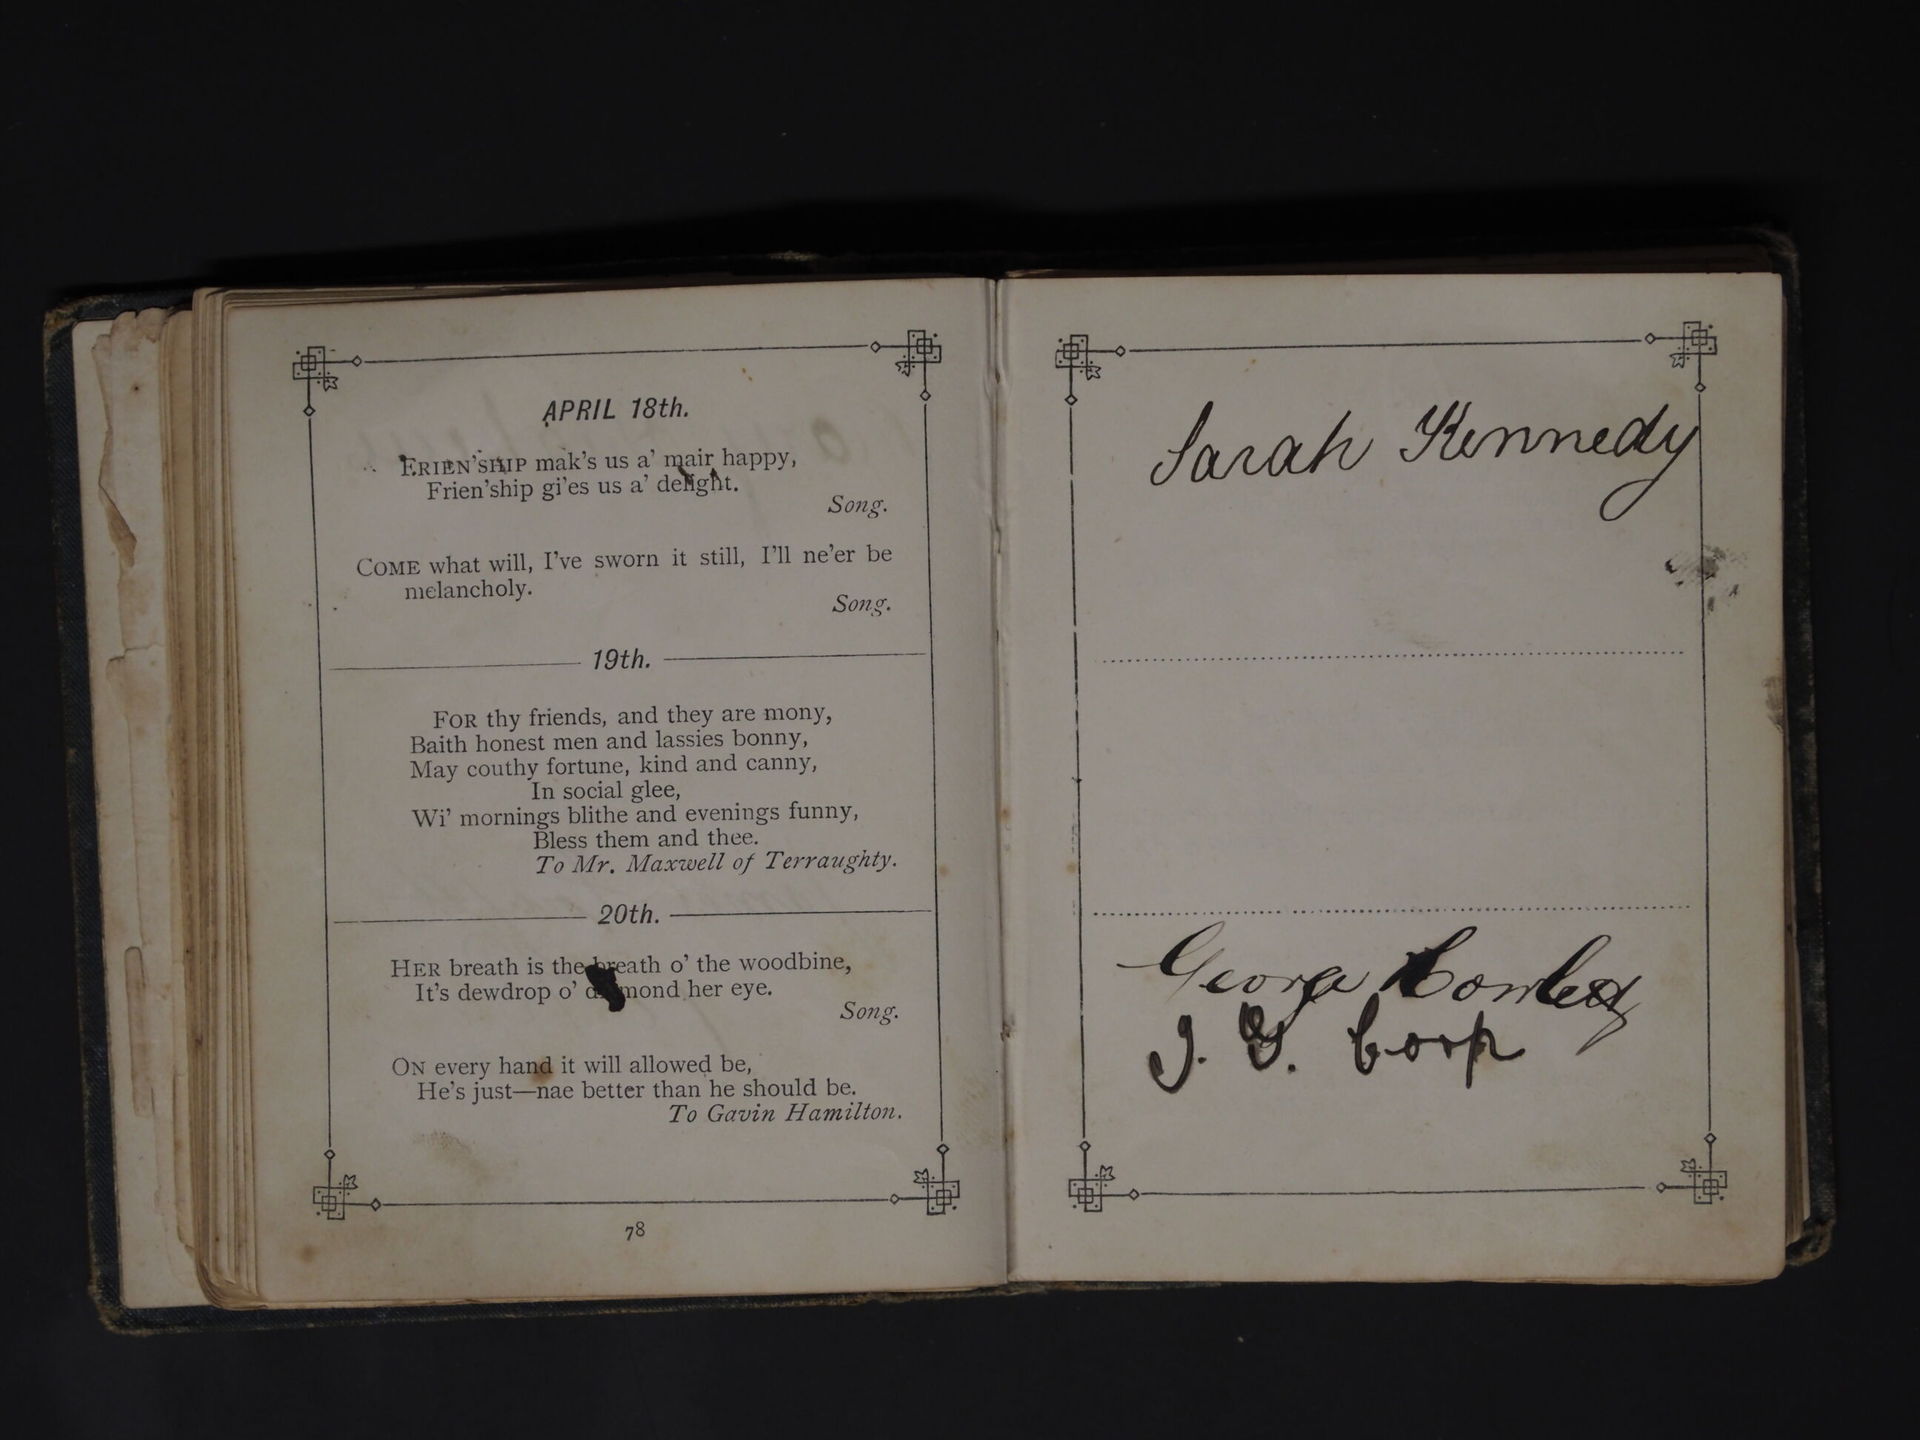 APRIL 18th.
FRIEN'SHIP mak's us a' mair happy,
Frien'ship gi'es us a' delight.
Song.
COME what will, I've sworn it still, I'll ne'er be
melancholy.
Song.
19th.
FOR thy friends, and they are mony,
Baith honest men and lassies bonny,
May couthy fortune, kind and canny,
In social glee,
Wi' mornings blithe and evenings funny,
Bless them and thee.
To Mr. Maxwell of Terraughty.
20th.
HER breath is the breath o' the woodbine,
It's dewdrop o' diamond her eye.
Song.
ON every hand it will allowed be,
He's just—nae better than he should be.
To Gavin Hamilton.
78
Sarah Kennedy
George
J. G. Corp